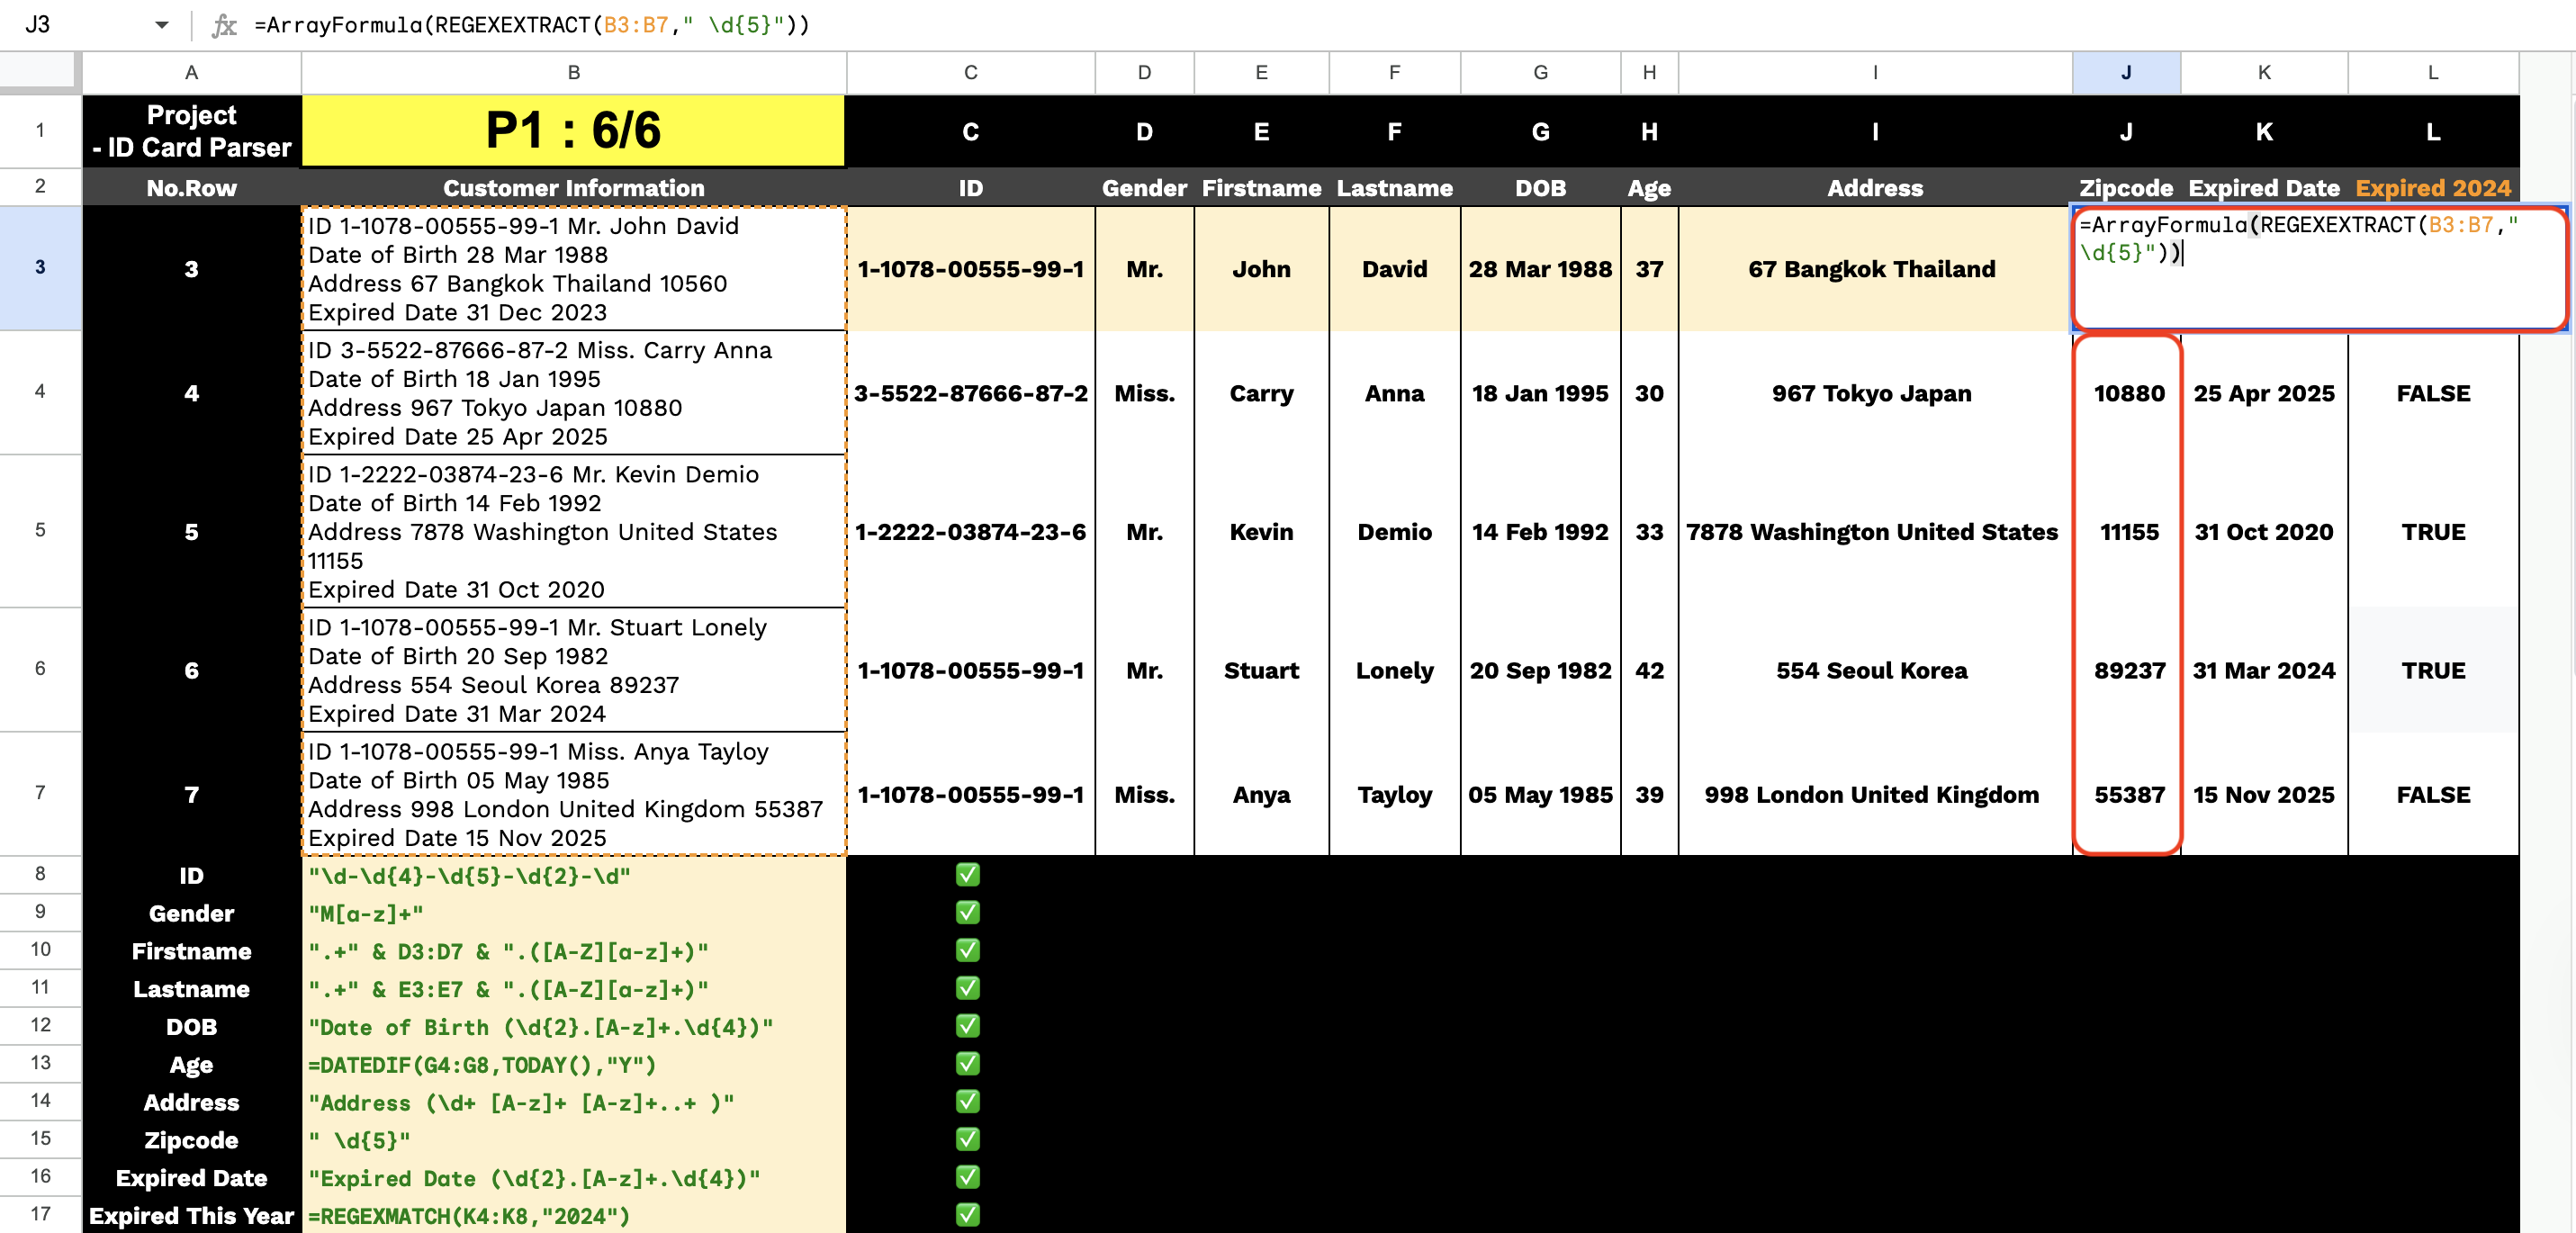 J3
fx =ArrayFormula(REGEXEXTRACT(B3:B7," \d{5}"))
A B C D E F G H I J K L
1 Project
- ID Card Parser
P1 : 6/6
C D E F G H I J K L
2 No.Row Customer Information ID Gender Firstname Lastname DOB Age Address Zipcode Expired Date Expired 2024
3 3
ID 1-1078-00555-99-1 Mr. John David
Date of Birth 28 Mar 1988
Address 67 Bangkok Thailand 10560
Expired Date 31 Dec 2023
1-1078-00555-99-1 Mr. John David 28 Mar 1988 37 67 Bangkok Thailand
=ArrayFormula(REGEXEXTRACT(B3:B7,"
\d{5}"))
4 4
ID 3-5522-87666-87-2 Miss. Carry Anna
Date of Birth 18 Jan 1995
Address 967 Tokyo Japan 10880
Expired Date 25 Apr 2025
3-5522-87666-87-2 Miss. Carry Anna 18 Jan 1995 30 967 Tokyo Japan 10880 25 Apr 2025 FALSE
5 5
ID 1-2222-03874-23-6 Mr. Kevin Demio
Date of Birth 14 Feb 1992
Address 7878 Washington United States
11155
Expired Date 31 Oct 2020
1-2222-03874-23-6 Mr. Kevin Demio 14 Feb 1992 33 7878 Washington United States 11155 31 Oct 2020 TRUE
6 6
ID 1-1078-00555-99-1 Mr. Stuart Lonely
Date of Birth 20 Sep 1982
Address 554 Seoul Korea 89237
Expired Date 31 Mar 2024
1-1078-00555-99-1 Mr. Stuart Lonely 20 Sep 1982 42 554 Seoul Korea 89237 31 Mar 2024 TRUE
7 7
ID 1-1078-00555-99-1 Miss. Anya Tayloy
Date of Birth 05 May 1985
Address 998 London United Kingdom 55387
Expired Date 15 Nov 2025
1-1078-00555-99-1 Miss. Anya Tayloy 05 May 1985 39 998 London United Kingdom 55387 15 Nov 2025 FALSE
8 ID "\d-\d{4}-\d{5}-\d{2}-\d" ✅
9 Gender "M[a-z]+" ✅
10 Firstname ".+" & D3:D7 & ".([A-Z][a-z]+)" ✅
11 Lastname ".+" & E3:E7 & ".([A-Z][a-z]+)" ✅
12 DOB "Date of Birth (\d{2}.[A-z]+.\d{4})" ✅
13 Age =DATEDIF(G4:G8,TODAY(),"Y") ✅
14 Address "Address (\d+ [A-z]+ [A-z]+..+ )" ✅
15 Zipcode " \d{5}" ✅
16 Expired Date "Expired Date (\d{2}.[A-z]+.\d{4})" ✅
17 Expired This Year =REGEXMATCH(K4:K8,"2024") ✅